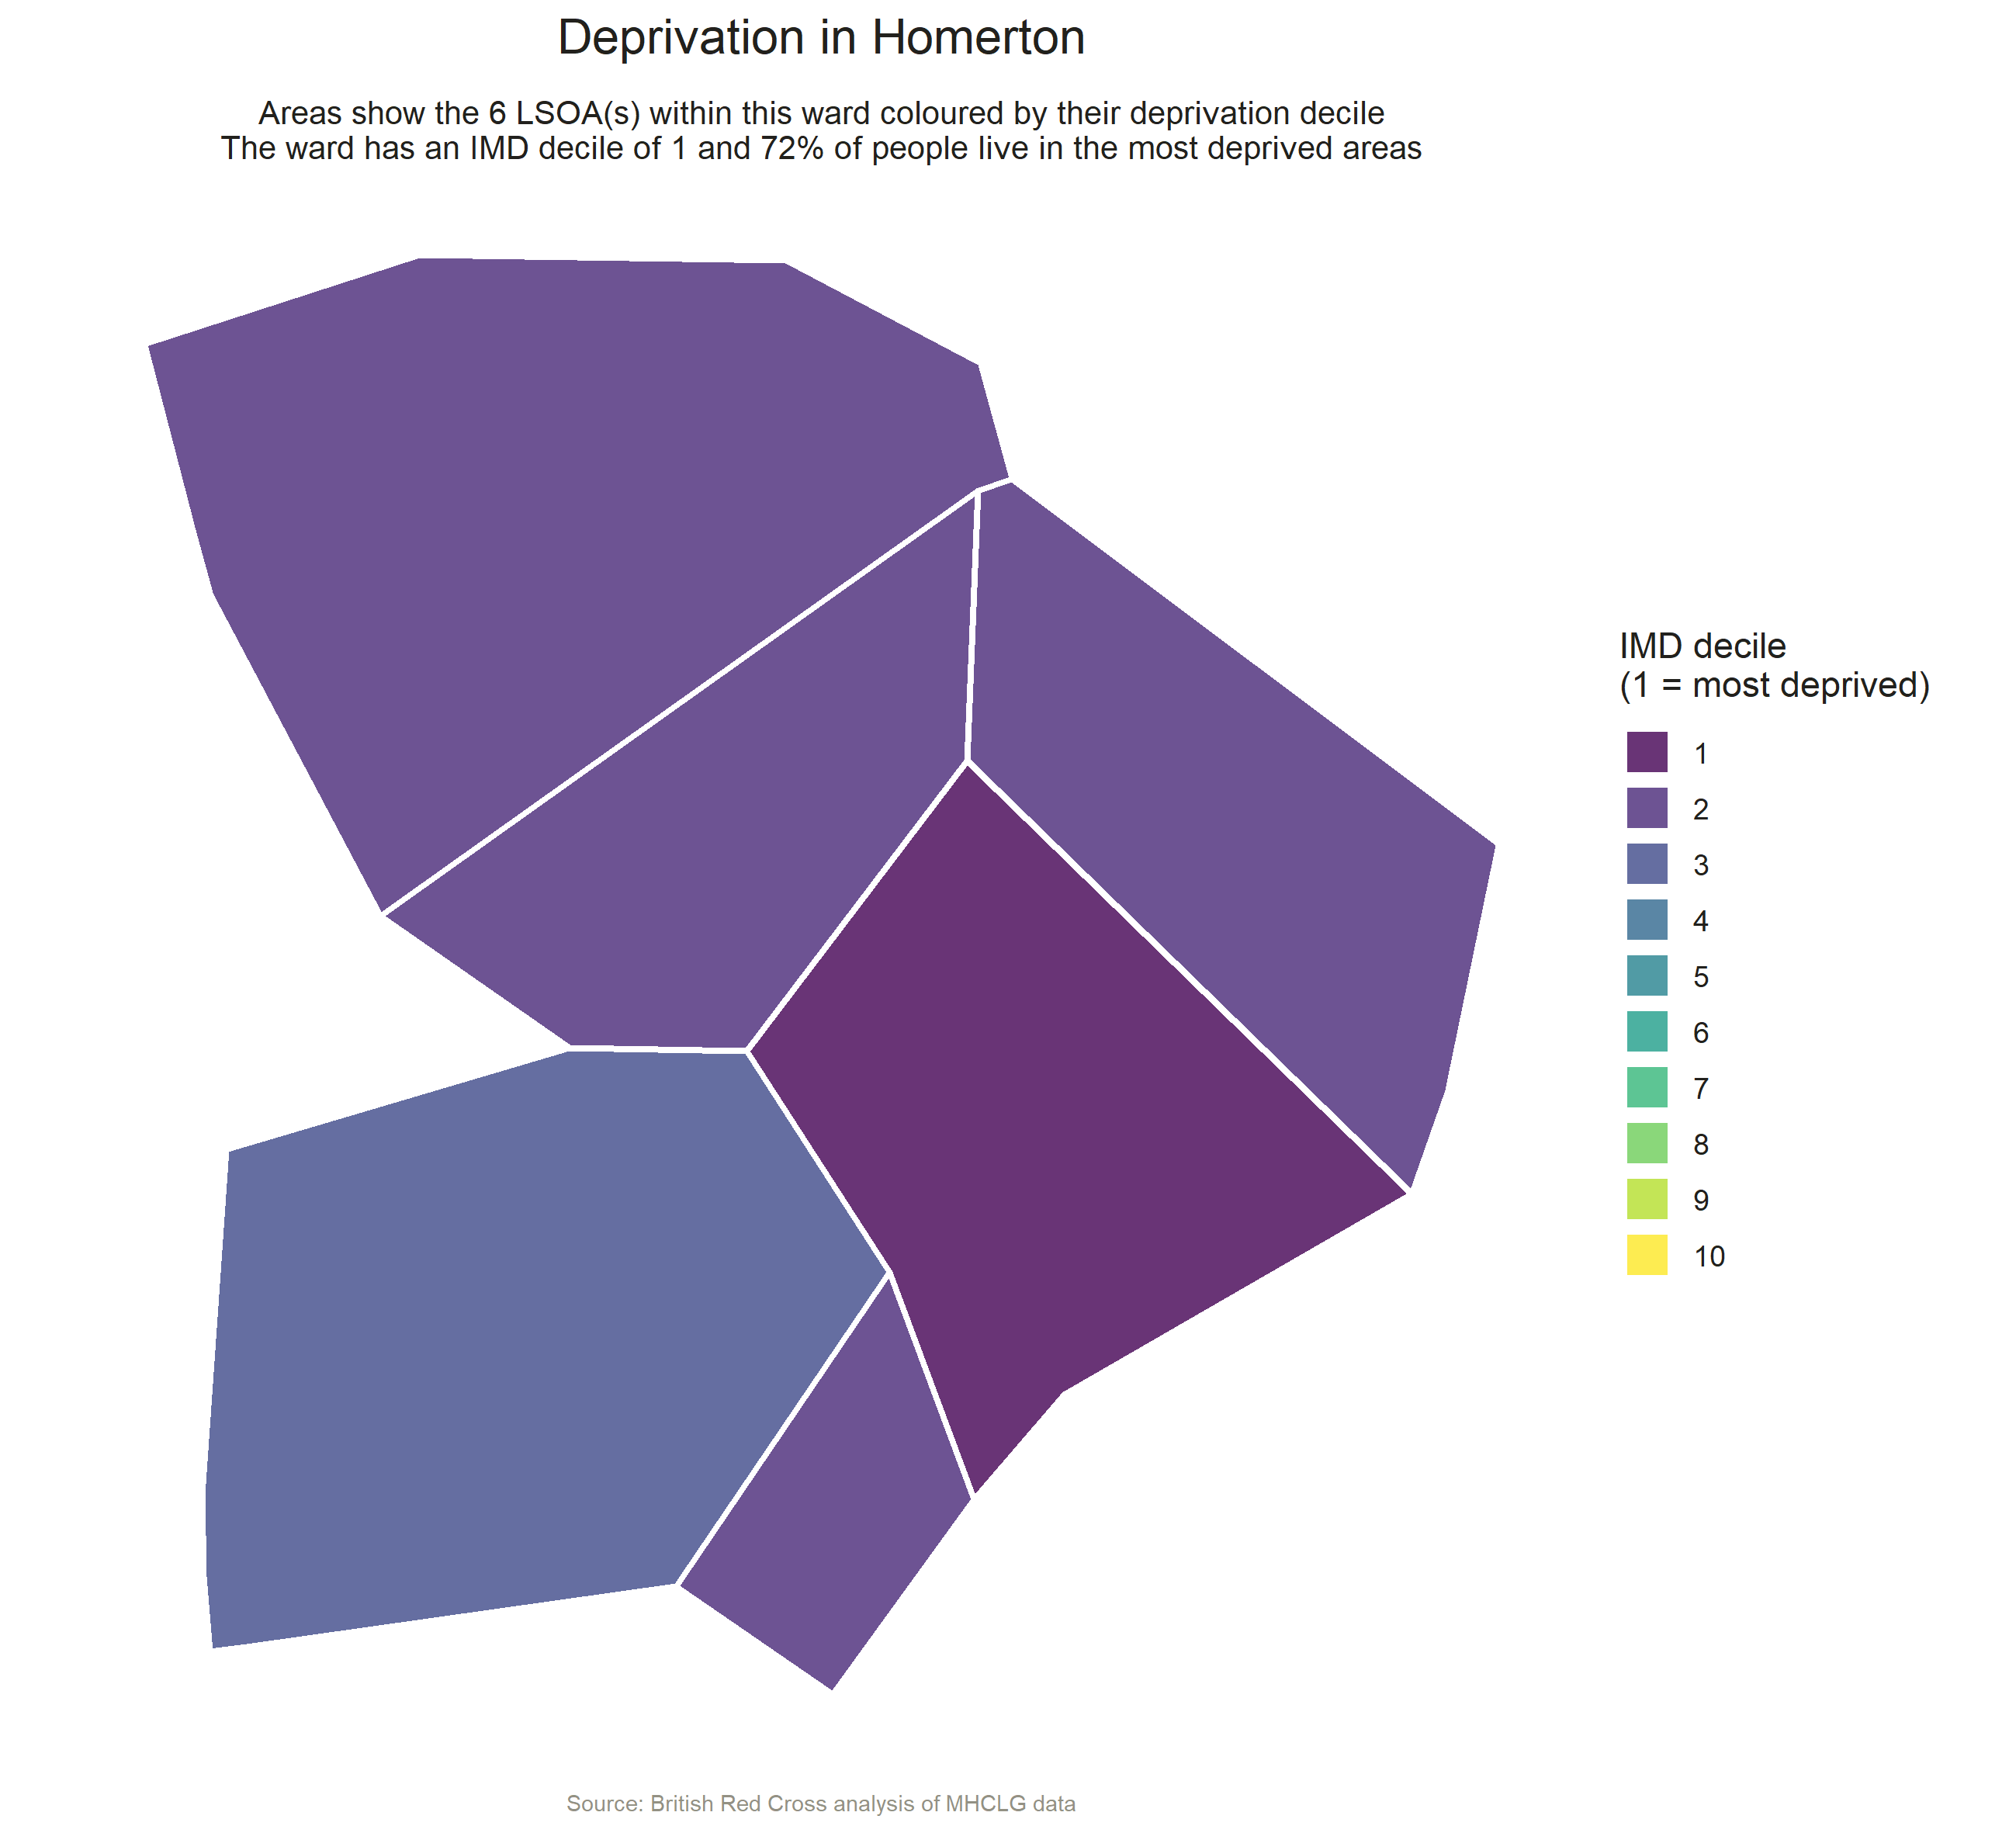 Deprivation in Homerton
Areas show the 6 LSOA(s) within this ward coloured by their deprivation decile
The ward has an IMD decile of 1 and 72% of people live in the most deprived areas
IMD decile
(1 = most deprived)
1
2
3
4
5
6
7
8
9
10
Source: British Red Cross analysis of MHCLG data